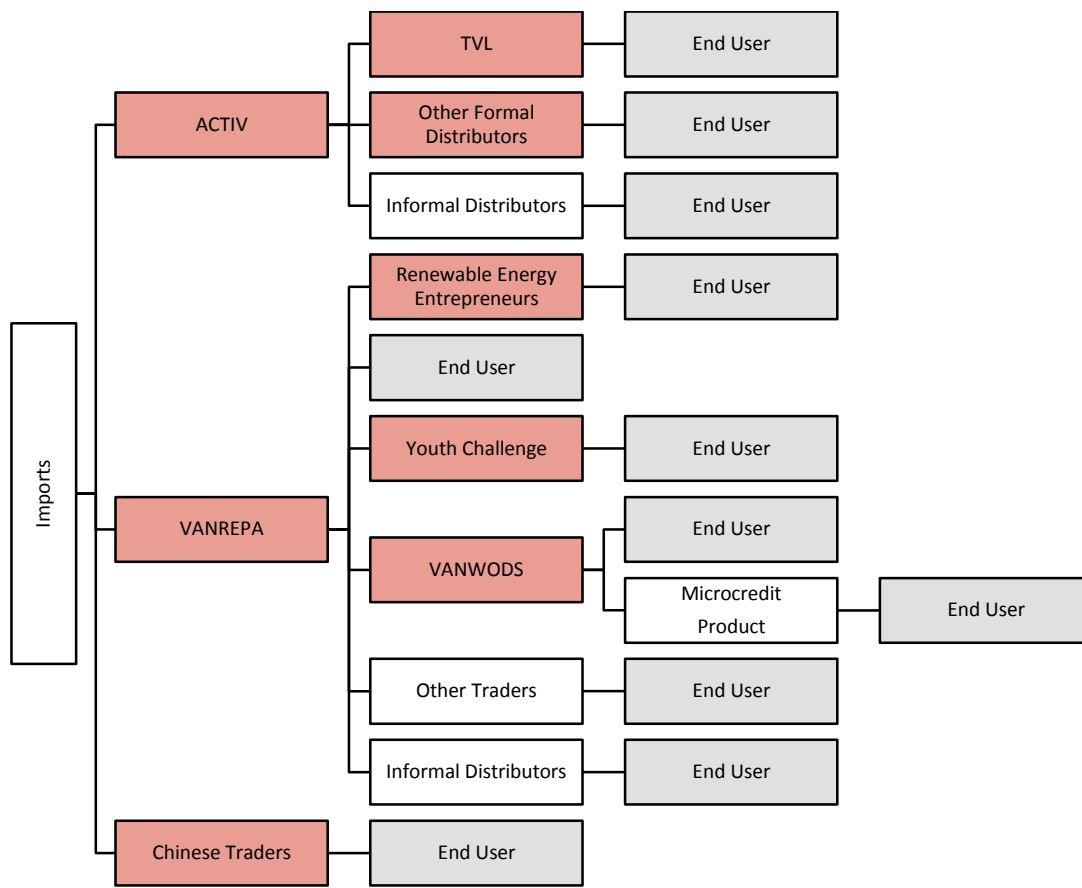 TVL
End User
ACTIV
Other Formal
Distributors
End User
Informal Distributors
End User
Renewable Energy
Entrepreneurs
End User
End User
Youth Challenge
End User
Imports
VANREPA
End User
VANWODS
Microcredit
Product
End User
Other Traders
End User
Informal Distributors
End User
Chinese Traders
End User